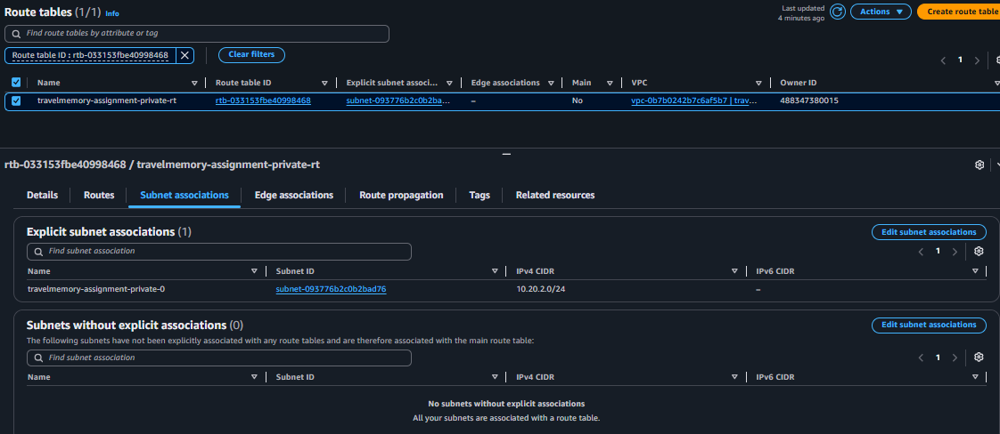 Route tables (1/1) Info
Last updated
4 minutes ago
Actions
Create route table
Find route tables by attribute or tag
Route table ID : rtb-033153fbe40998468
Clear filters
1
Name Route table ID Explicit subnet associ... Edge associations Main VPC Owner ID
travelmemory-assignment-private-rt rtb-033153fbe40998468 subnet-093776b2c0b2ba... – No vpc-0b7b0242b7c6af5b7 | trav... 488347380015
rtb-033153fbe40998468 / travelmemory-assignment-private-rt
Details Routes Subnet associations Edge associations Route propagation Tags Related resources
Explicit subnet associations (1)
Edit subnet associations
Find subnet association
1
Name Subnet ID IPv4 CIDR IPv6 CIDR
travelmemory-assignment-private-0 subnet-093776b2c0b2bad76 10.20.2.0/24 –
Subnets without explicit associations (0)
Edit subnet associations
The following subnets have not been explicitly associated with any route tables and are therefore associated with the main route table:
Find subnet association
1
Name Subnet ID IPv4 CIDR IPv6 CIDR
No subnets without explicit associations
All your subnets are associated with a route table.